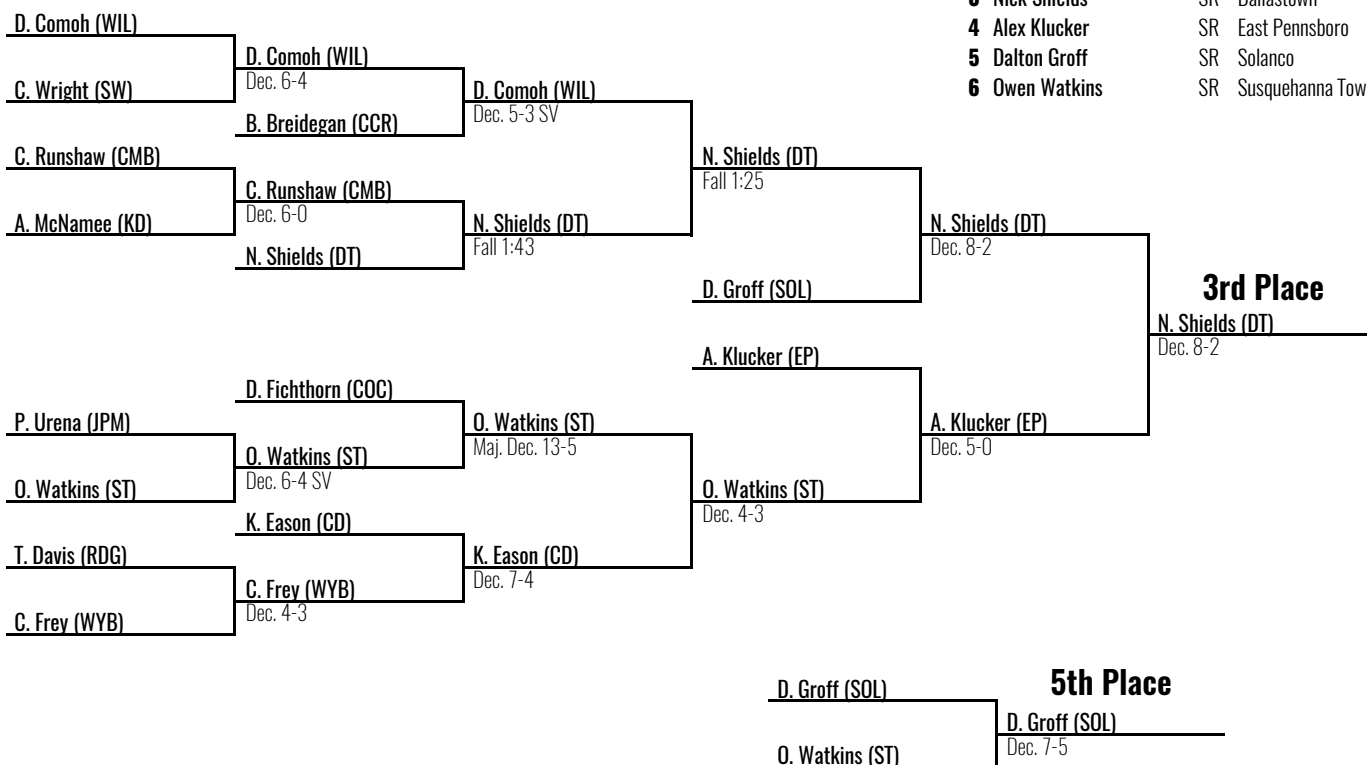 3 Nick Shields SR Dallastown
4 Alex Klucker SR East Pennsboro
5 Dalton Groff SR Solanco
6 Owen Watkins SR Susquehanna Tow
D. Comoh (WIL)
C. Wright (SW)
C. Runshaw (CMB)
A. McNamee (KD)
P. Urena (JPM)
O. Watkins (ST)
T. Davis (RDG)
C. Frey (WYB)
D. Comoh (WIL)
Dec. 6-4
B. Breidegan (CCR)
C. Runshaw (CMB)
Dec. 6-0
N. Shields (DT)
D. Fichthorn (COC)
O. Watkins (ST)
Dec. 6-4 SV
K. Eason (CD)
C. Frey (WYB)
Dec. 4-3
D. Comoh (WIL)
Dec. 5-3 SV
N. Shields (DT)
Fall 1:43
O. Watkins (ST)
Maj. Dec. 13-5
K. Eason (CD)
Dec. 7-4
N. Shields (DT)
Fall 1:25
D. Groff (SOL)
A. Klucker (EP)
O. Watkins (ST)
Dec. 4-3
N. Shields (DT)
Dec. 8-2
A. Klucker (EP)
Dec. 5-0
3rd Place
N. Shields (DT)
Dec. 8-2
5th Place
D. Groff (SOL)
O. Watkins (ST)
D. Groff (SOL)
Dec. 7-5